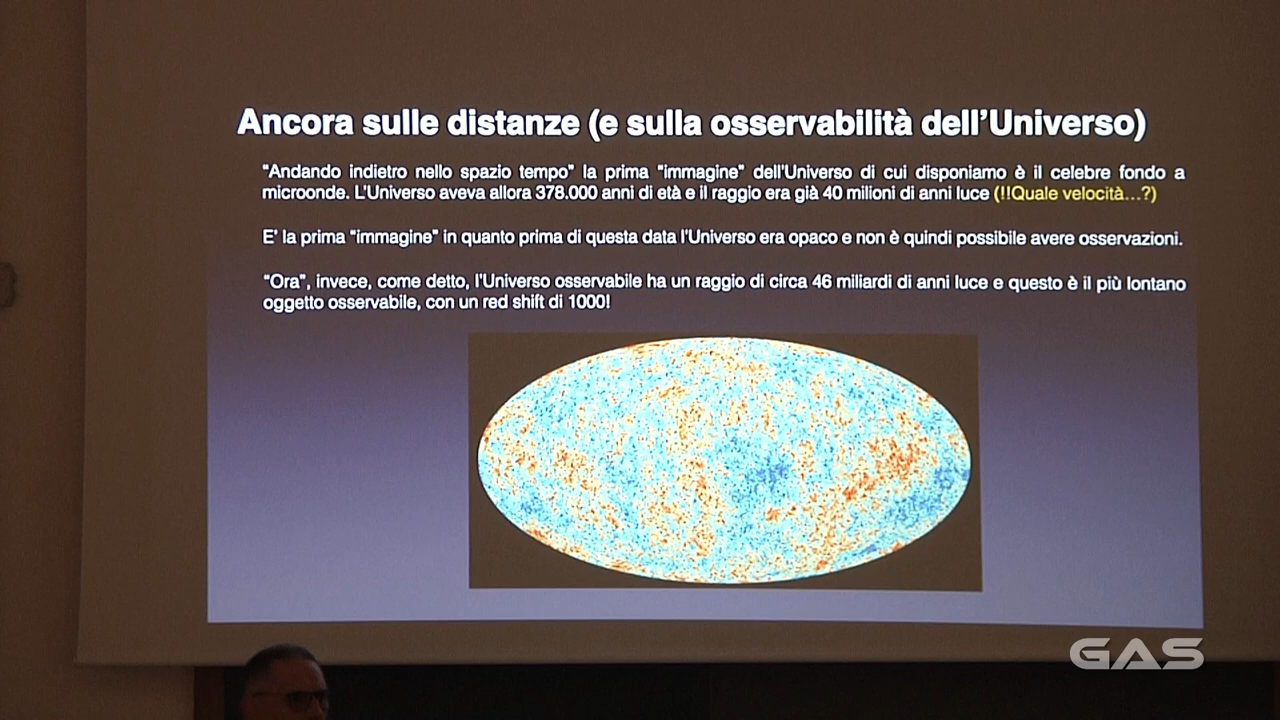 Ancora sulle distanze (e sulla osservabilità dell'Universo)
“Andando indietro nello spazio tempo” la prima “immagine” dell'Universo di cui disponiamo è il celebre fondo a
microonde. L'Universo aveva allora 378.000 anni di età e il raggio era già 40 milioni di anni luce (!!Quale velocità…?)
E' la prima “immagine” in quanto prima di questa data l'Universo era opaco e non è quindi possibile avere osservazioni.
“Ora”, invece, come detto, l'Universo osservabile ha un raggio di circa 46 miliardi di anni luce e questo è il più lontano
oggetto osservabile, con un red shift di 1000!
GAS